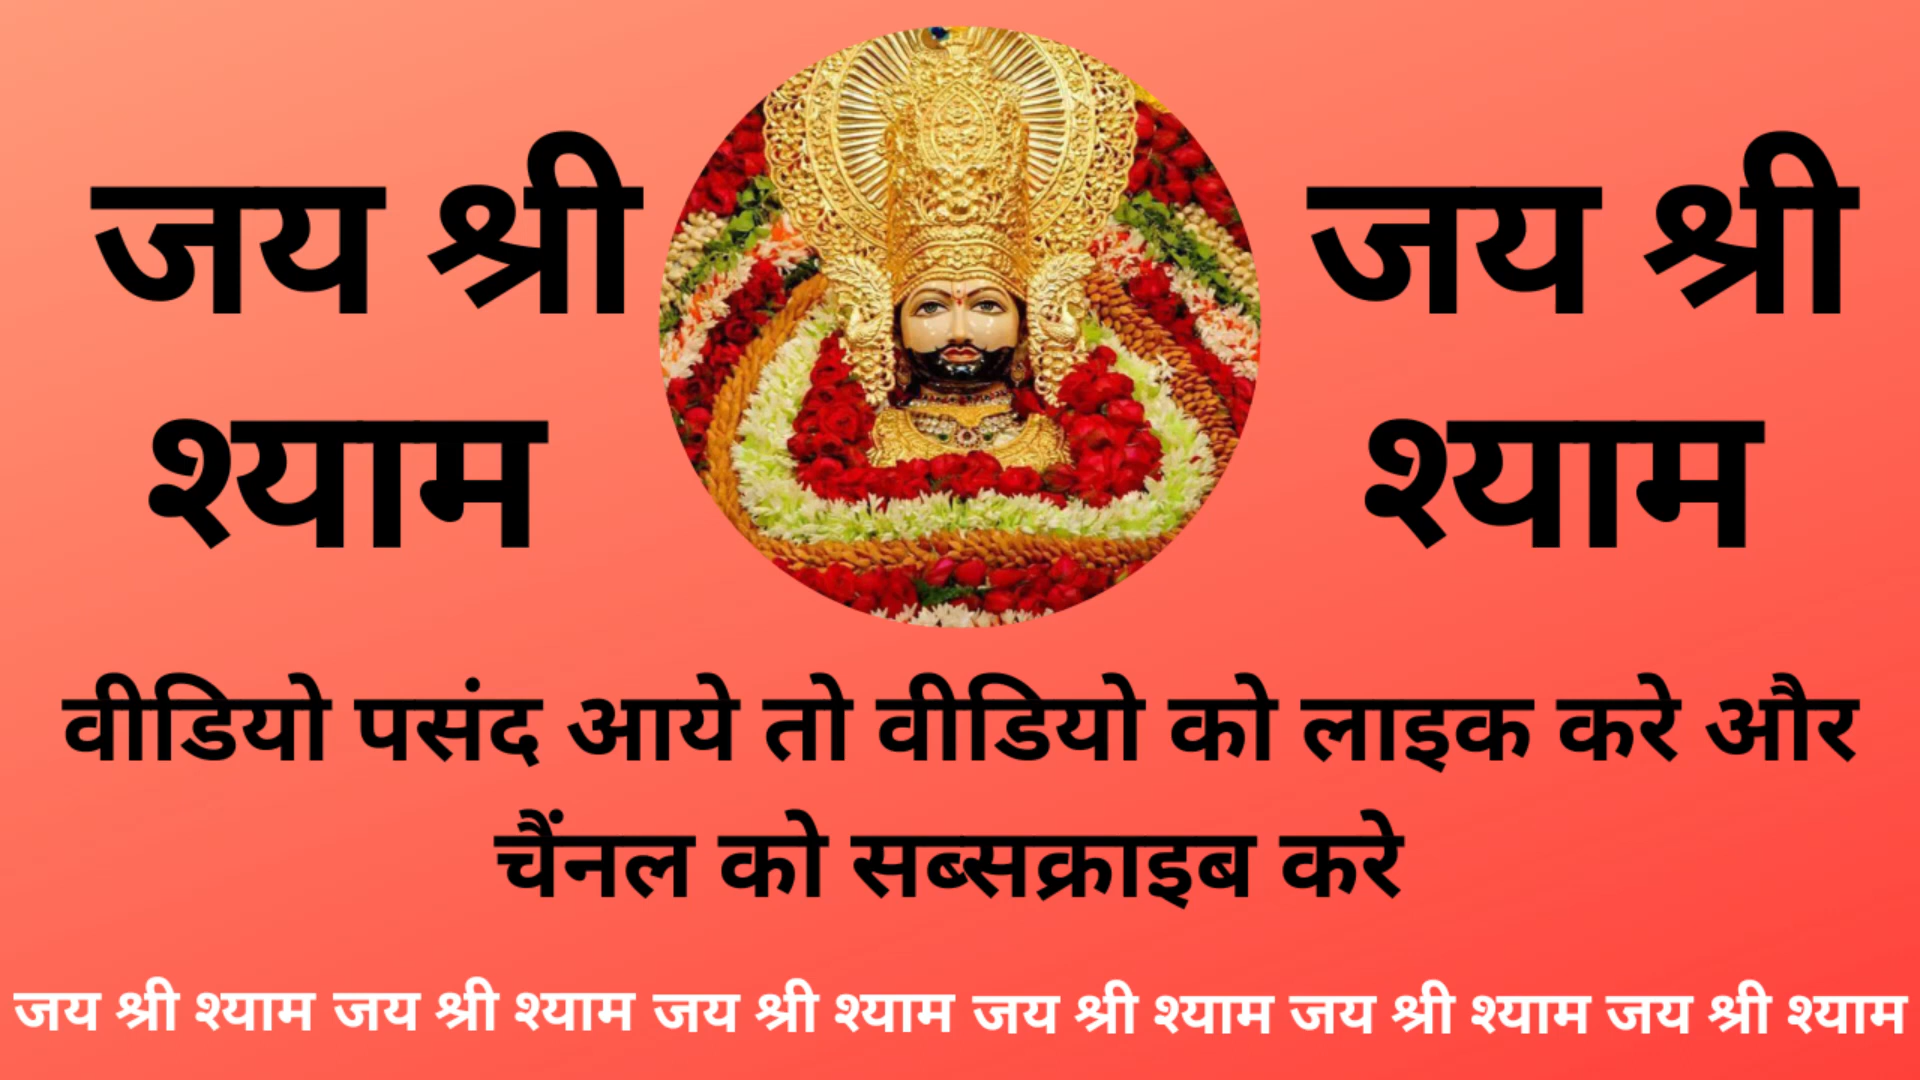 जय श्री
श्याम
जय श्री
श्याम
वीडियो पसंद आये तो वीडियो को लाइक करे और
चैंनल को सब्सक्राइब करे
जय श्री श्याम जय श्री श्याम जय श्री श्याम जय श्री श्याम जय श्री श्याम जय श्री श्याम